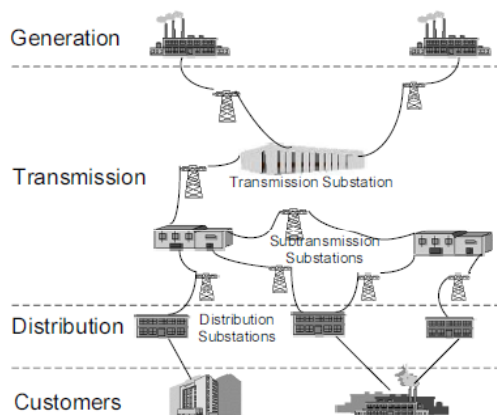 Generation
Transmission
Transmission Substation
Subtransmission
Substations
Distribution
Distribution
Substations
Customers